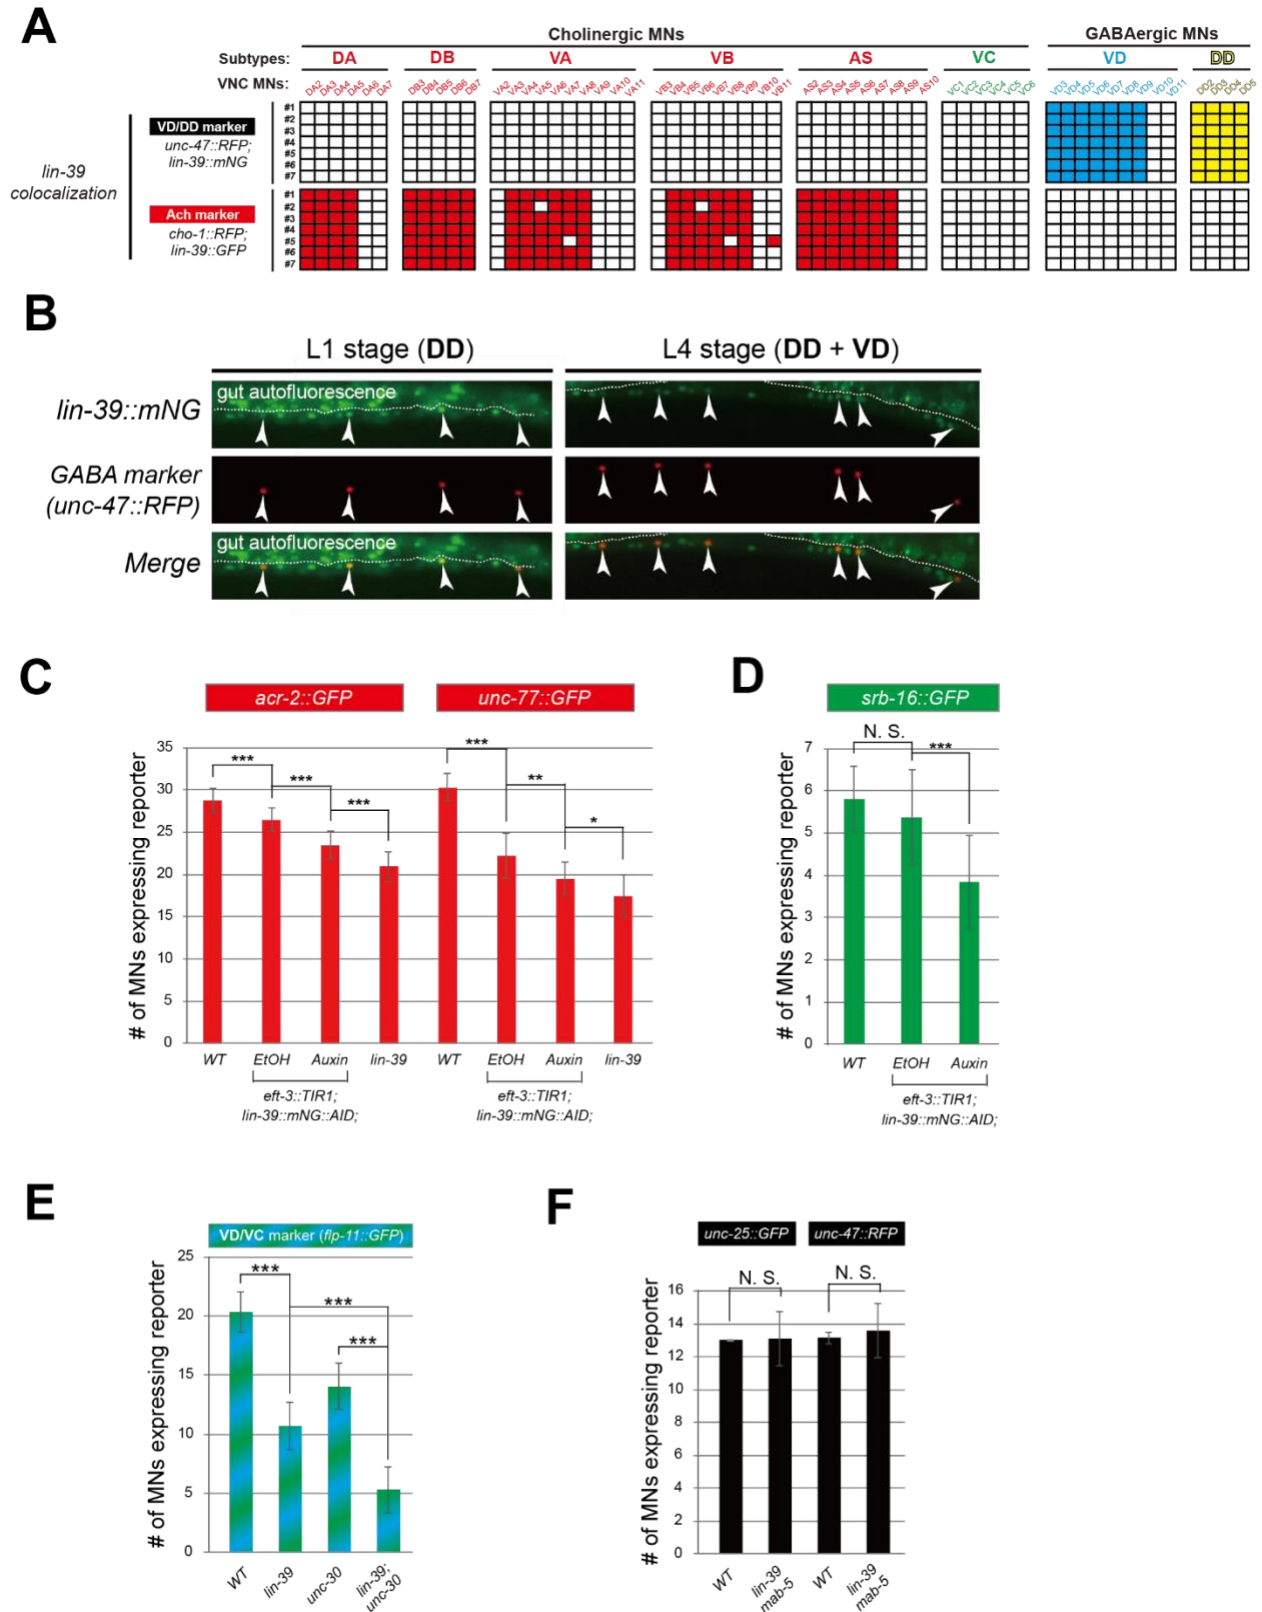 A
Cholinergic MNs
GABAergic MNs
Subtypes: DA DB VA VB AS VC VD DD
VNC MNs: DA2 DA3 DA4 DA5 DA6 DA7 DB3 DB4 DB5 DB6 DB7 VA2 VA3 VA4 VA5 VA6 VA7 VA8 VA9 VA10 VA11 VB3 VB4 VB5 VB6 VB7 VB8 VB9 VB10 VB11 AS2 AS3 AS4 AS5 AS6 AS7 AS8 AS9 AS10 VC1 VC2 VC3 VC4 VC5 VC6 VD3 VD4 VD5 VD6 VD7 VD8 VD9 VD10 VD11 DD2 DD3 DD4 DD5
lin-39
colocalization
VD/DD marker
unc-47::RFP;
lin-39::mNG
#1
#2
#3
#4
#5
#6
#7
Ach marker
cho-1::RFP;
lin-39::GFP
#1
#2
#3
#4
#5
#6
#7
B
L1 stage (DD)
L4 stage (DD + VD)
lin-39::mNG
gut autofluorescence
GABA marker
(unc-47::RFP)
Merge
gut autofluorescence
C
acr-2::GFP
unc-77::GFP
# of MNs expressing reporter
35
30
25
20
15
10
5
0
***
***
***
***
**
*
WT EtOH Auxin lin-39 WT EtOH Auxin lin-39
eft-3::TIR1;
lin-39::mNG::AID;
eft-3::TIR1;
lin-39::mNG::AID;
D
srb-16::GFP
# of MNs expressing reporter
7
6
5
4
3
2
1
0
N. S.
***
WT EtOH Auxin
eft-3::TIR1;
lin-39::mNG::AID;
E
VD/VC marker (flp-11::GFP)
# of MNs expressing reporter
25
20
15
10
5
0
***
***
***
WT
lin-39
unc-30
lin-39;
unc-30
F
unc-25::GFP
unc-47::RFP
# of MNs expressing reporter
16
14
12
10
8
6
4
2
0
N. S.
N. S.
WT
lin-39
mab-5
WT
lin-39
mab-5